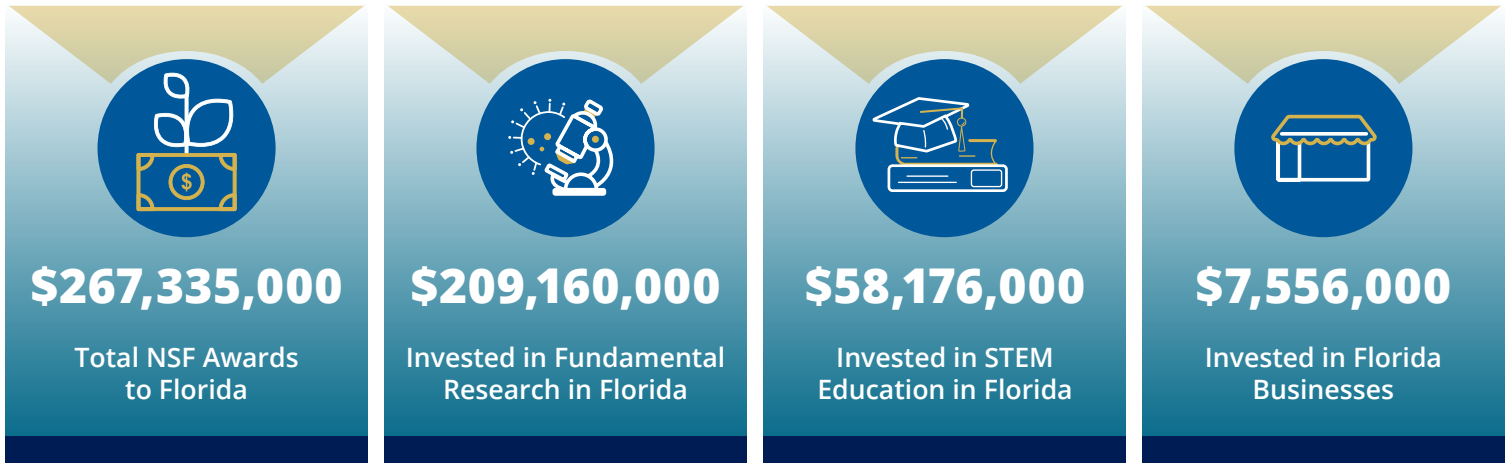 $
$267,335,000
Total NSF Awards
to Florida
$209,160,000
Invested in Fundamental
Research in Florida
$58,176,000
Invested in STEM
Education in Florida
$7,556,000
Invested in Florida
Businesses